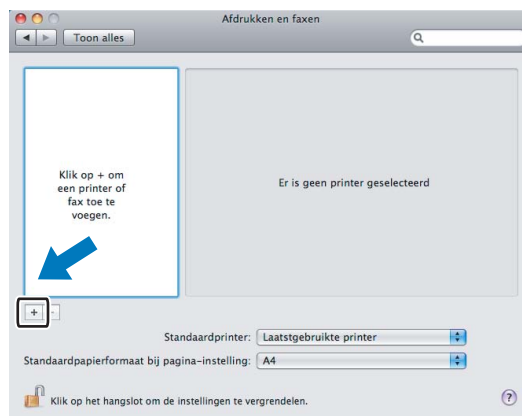 Afdrukken en faxen
Toon alles
Klik op + om
een printer of
fax toe te
voegen.
Er is geen printer geselecteerd
+ -
Standaardprinter: Laatstgebruikte printer
Standaardpapierformaat bij pagina-instelling: A4
Klik op het hangslot om de instellingen te vergrendelen.
?